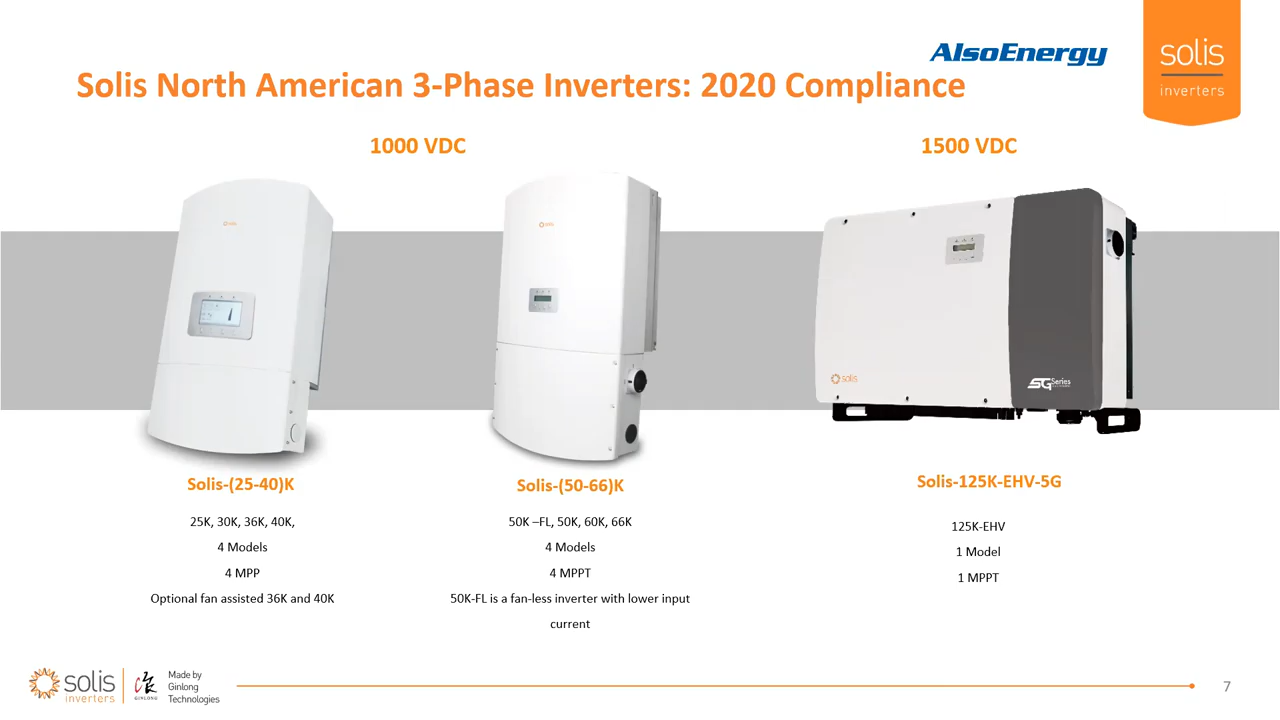 AlsoEnergy
solis
inverters
Solis North American 3-Phase Inverters: 2020 Compliance
1000 VDC
1500 VDC
solis
5G Series
Solis-(25-40)K
25K, 30K, 36K, 40K,
4 Models
4 MPP
Optional fan assisted 36K and 40K
Solis-(50-66)K
50K –FL, 50K, 60K, 66K
4 Models
4 MPPT
50K-FL is a fan-less inverter with lower input
current
Solis-125K-EHV-5G
125K-EHV
1 Model
1 MPPT
solis
inverters
GINLONG
Made by
Ginlong
Technologies
7